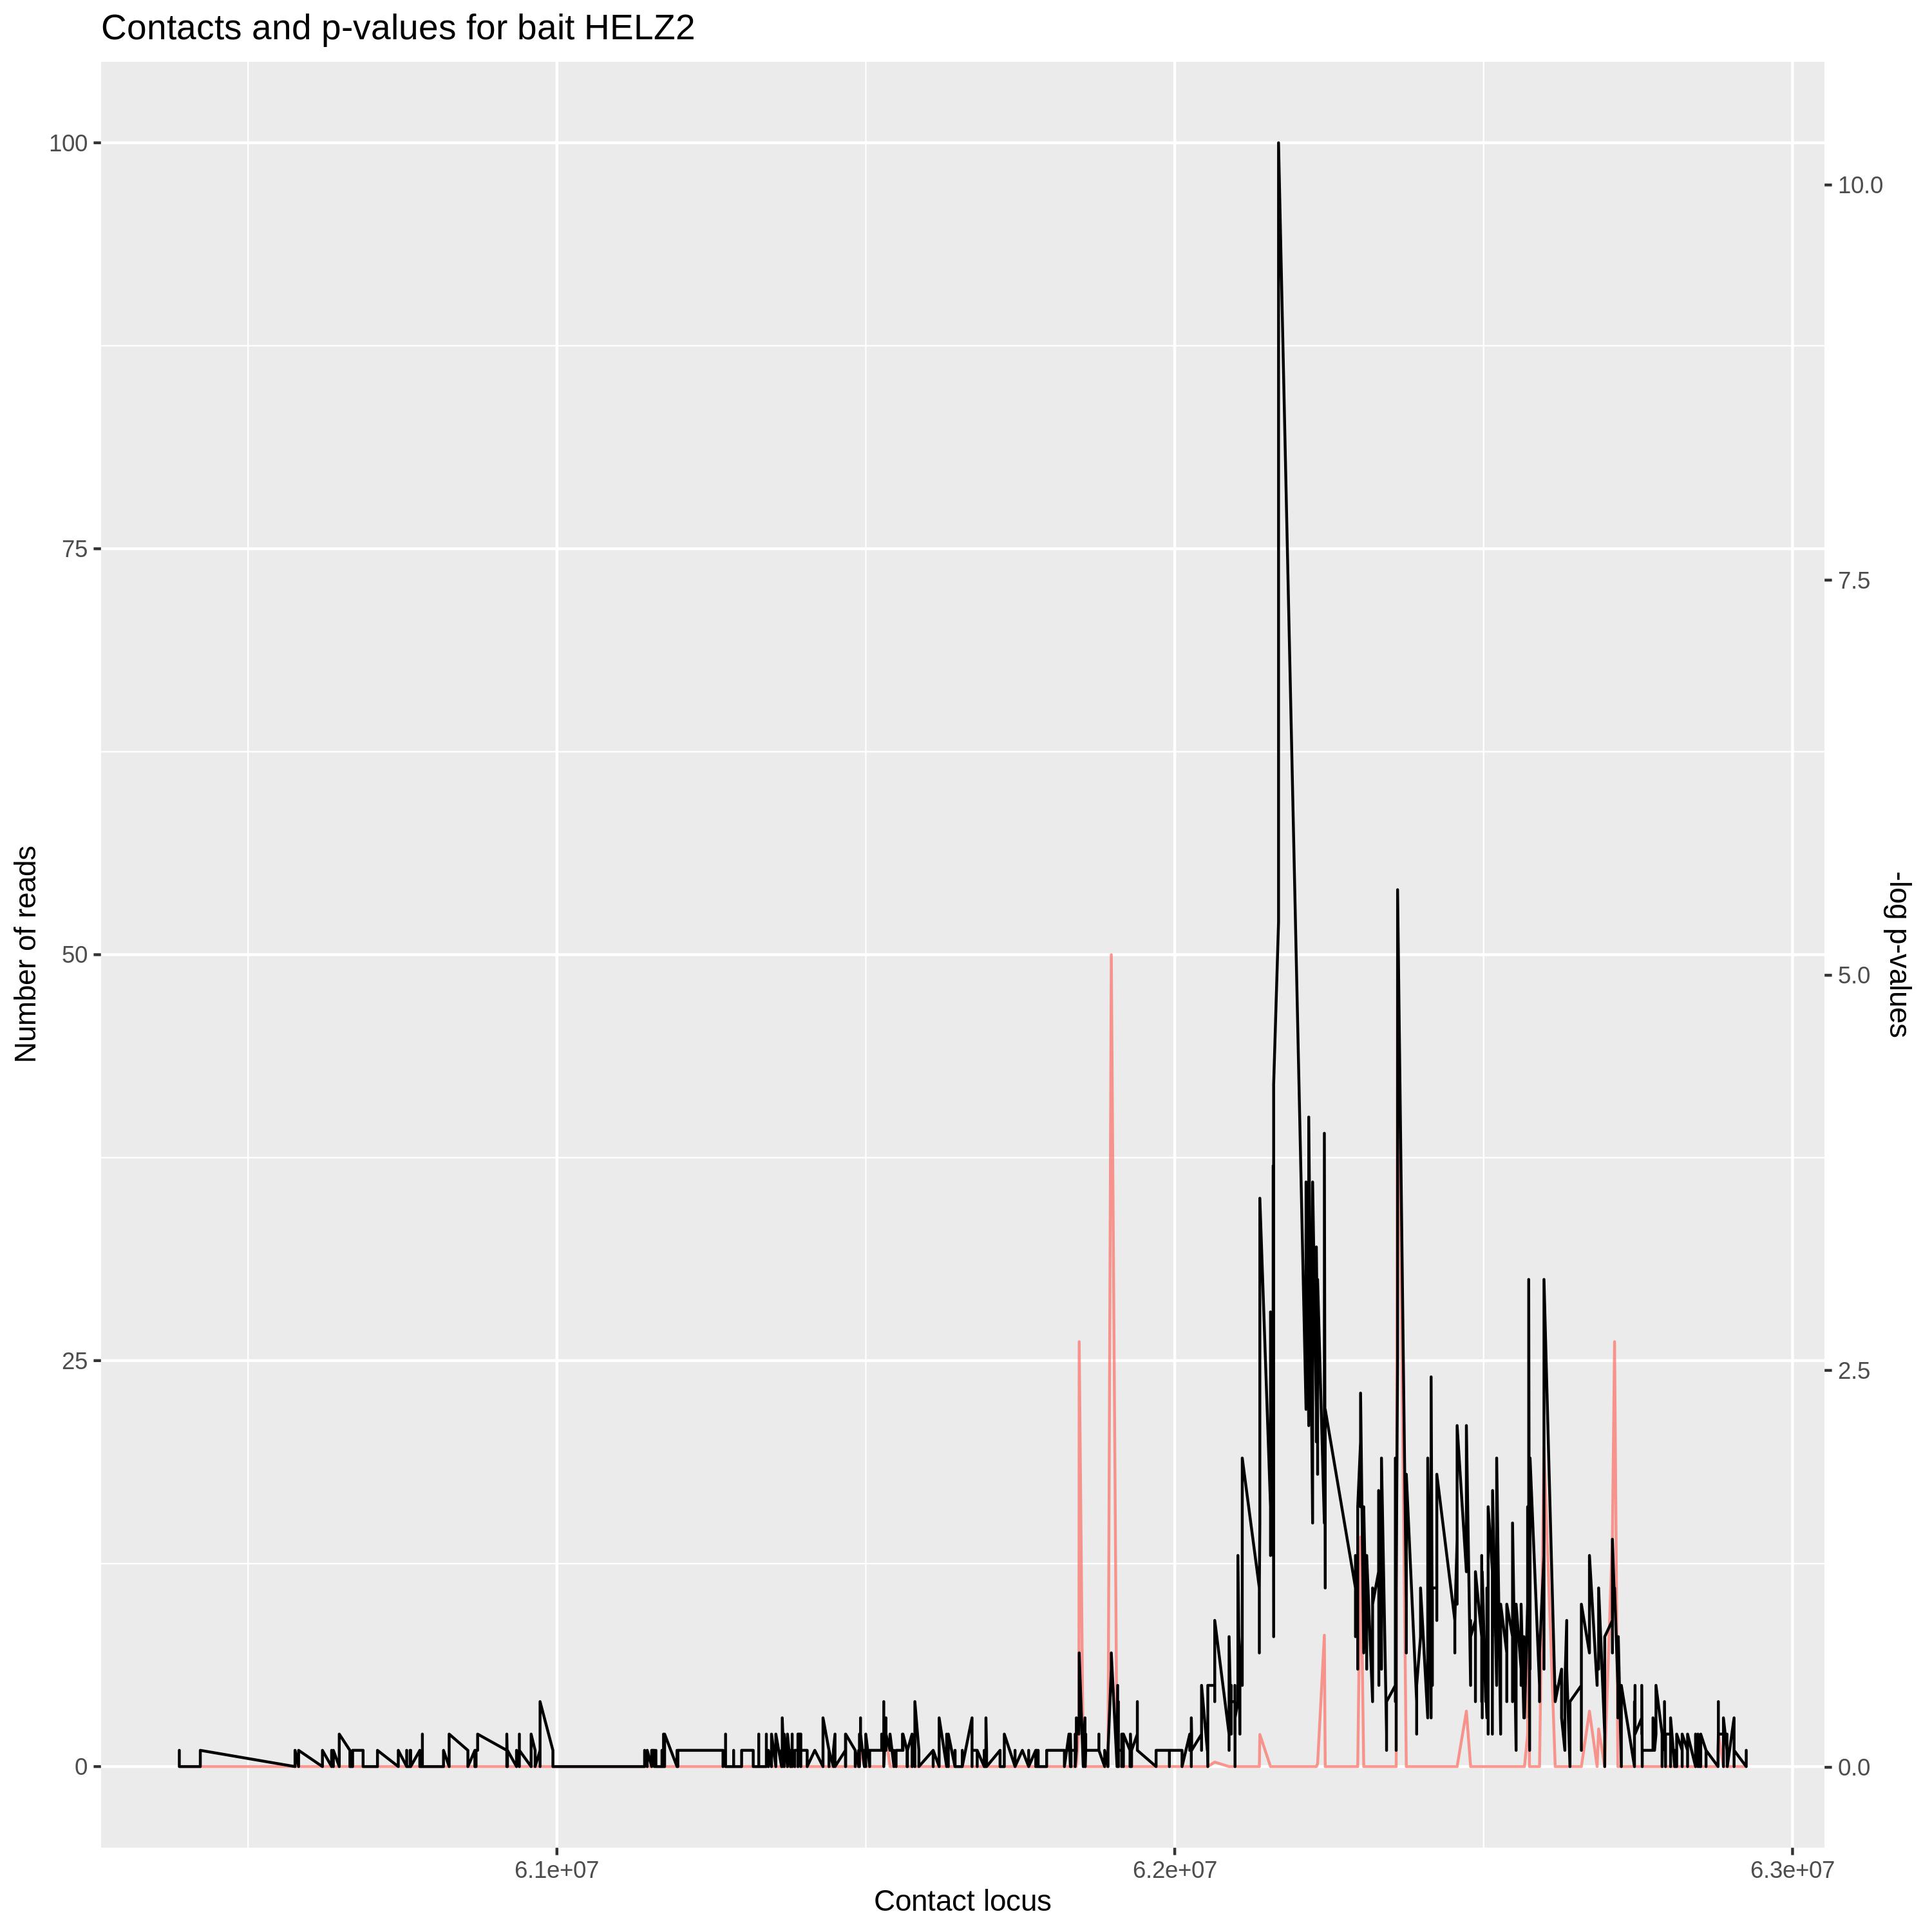 Contacts and p-values for bait HELZ2
100
75
50
25
0
Number of reads
10.0
7.5
5.0
2.5
0.0
-log p-values
6.1e+07
6.2e+07
6.3e+07
Contact locus